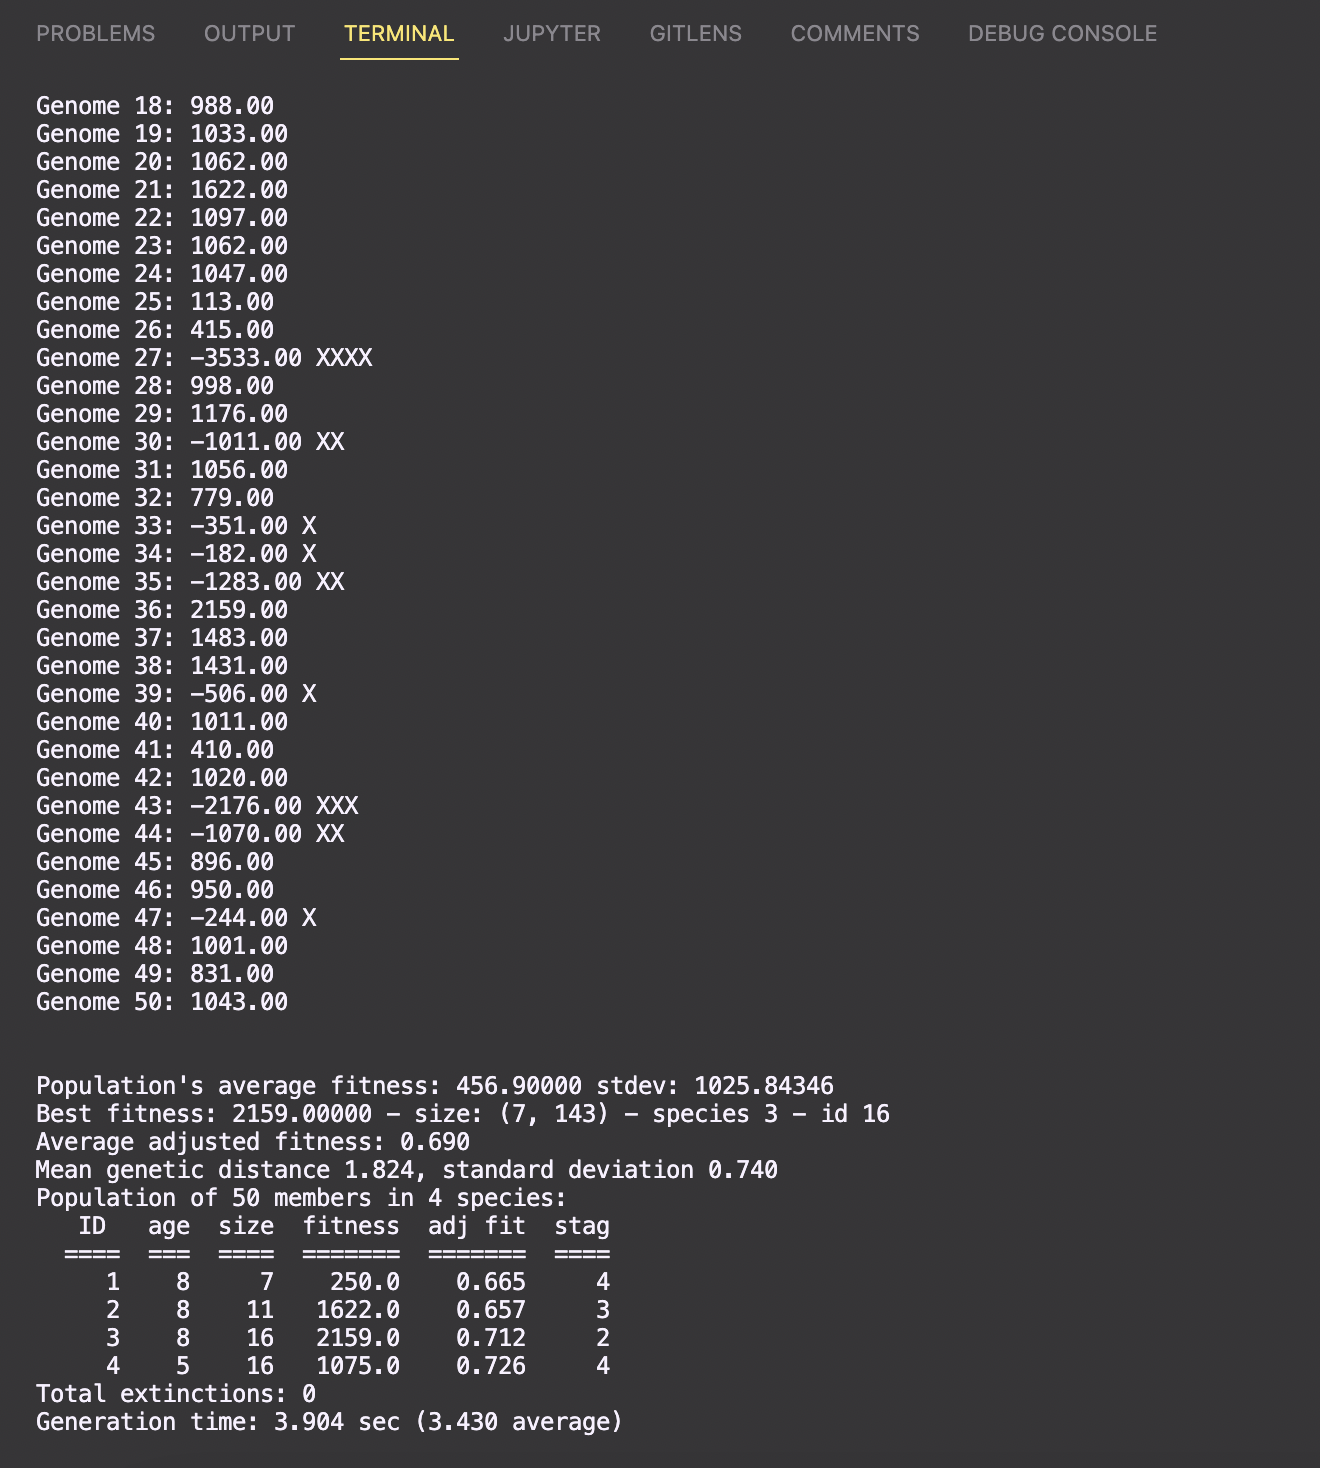 PROBLEMS OUTPUT TERMINAL JUPYTER GITLENS COMMENTS DEBUG CONSOLE
Genome 18: 988.00
Genome 19: 1033.00
Genome 20: 1062.00
Genome 21: 1622.00
Genome 22: 1097.00
Genome 23: 1062.00
Genome 24: 1047.00
Genome 25: 113.00
Genome 26: 415.00
Genome 27: -3533.00 XXXX
Genome 28: 998.00
Genome 29: 1176.00
Genome 30: -1011.00 XX
Genome 31: 1056.00
Genome 32: 779.00
Genome 33: -351.00 X
Genome 34: -182.00 X
Genome 35: -1283.00 XX
Genome 36: 2159.00
Genome 37: 1483.00
Genome 38: 1431.00
Genome 39: -506.00 X
Genome 40: 1011.00
Genome 41: 410.00
Genome 42: 1020.00
Genome 43: -2176.00 XXX
Genome 44: -1070.00 XX
Genome 45: 896.00
Genome 46: 950.00
Genome 47: -244.00 X
Genome 48: 1001.00
Genome 49: 831.00
Genome 50: 1043.00
Population's average fitness: 456.90000 stdev: 1025.84346
Best fitness: 2159.00000 - size: (7, 143) - species 3 - id 16
Average adjusted fitness: 0.690
Mean genetic distance 1.824, standard deviation 0.740
Population of 50 members in 4 species:
   ID   age  size  fitness  adj fit  stag
  ====  ===  ====  =======  =======  ====
     1    8     7    250.0    0.665     4
     2    8    11   1622.0    0.657     3
     3    8    16   2159.0    0.712     2
     4    5    16   1075.0    0.726     4
Total extinctions: 0
Generation time: 3.904 sec (3.430 average)